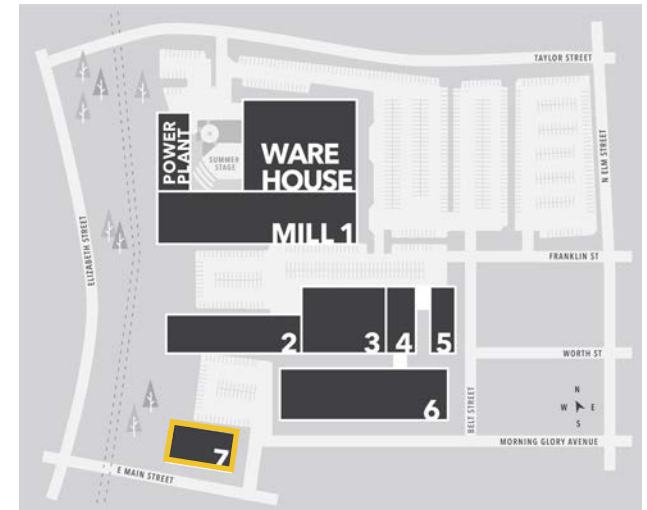 TAYLOR STREET
POWER
PLANT
SUMMER
STAGE
WARE
HOUSE
N ELM STREET
MILL 1
ELIZABETH STREET
FRANKLIN ST
2
3
4
5
WORTH ST
6
BELT STREET
N
W E
S
7
MORNING GLORY AVENUE
E MAIN STREET